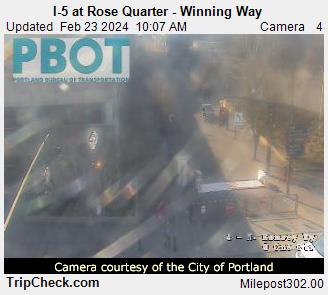 I-5 at Rose Quarter - Winning Way
Updated Feb 23 2024 10:07 AM Camera 4
PBOT
PORTLAND BUREAU OF TRANSPORTATION
Camera courtesy of the City of Portland
TripCheck.com Milepost302.00